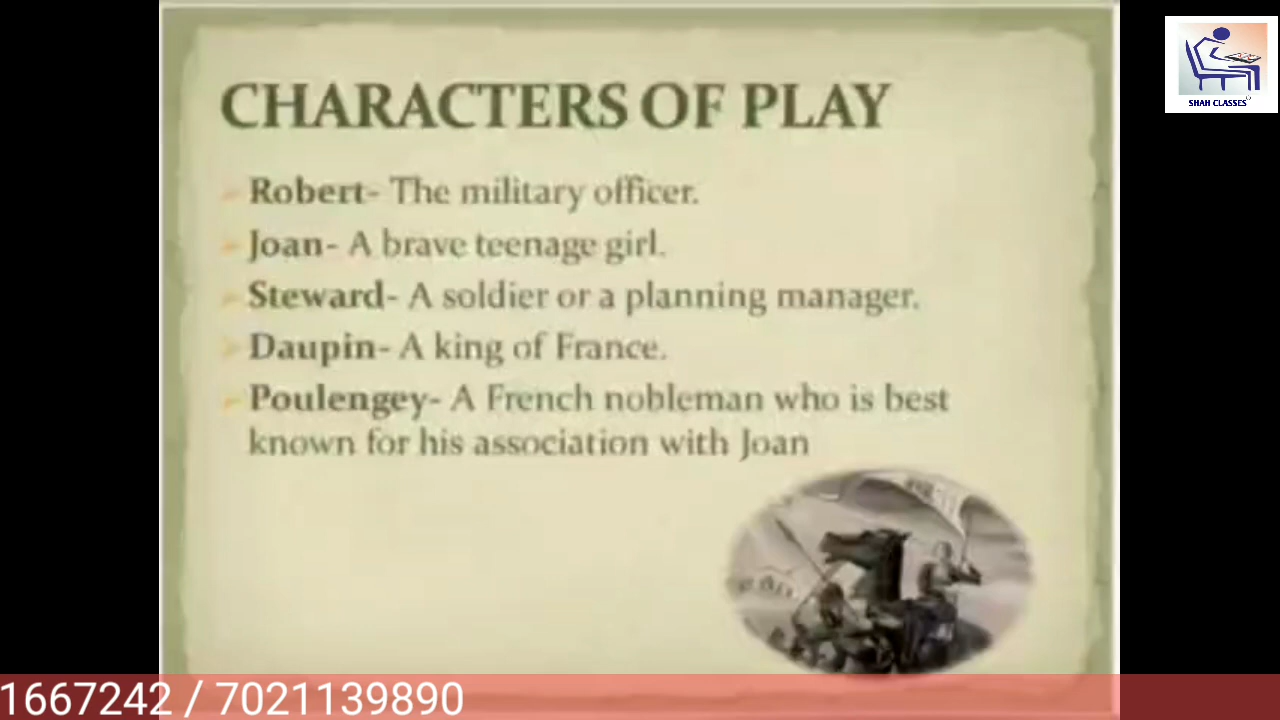 SHAH CLASSES
CHARACTERS OF PLAY
Robert- The military officer.
Joan- A brave teenage girl.
Steward- A soldier or a planning manager.
Daupin- A king of France.
Poulengey- A French nobleman who is best
known for his association with Joan
1667242 / 7021139890